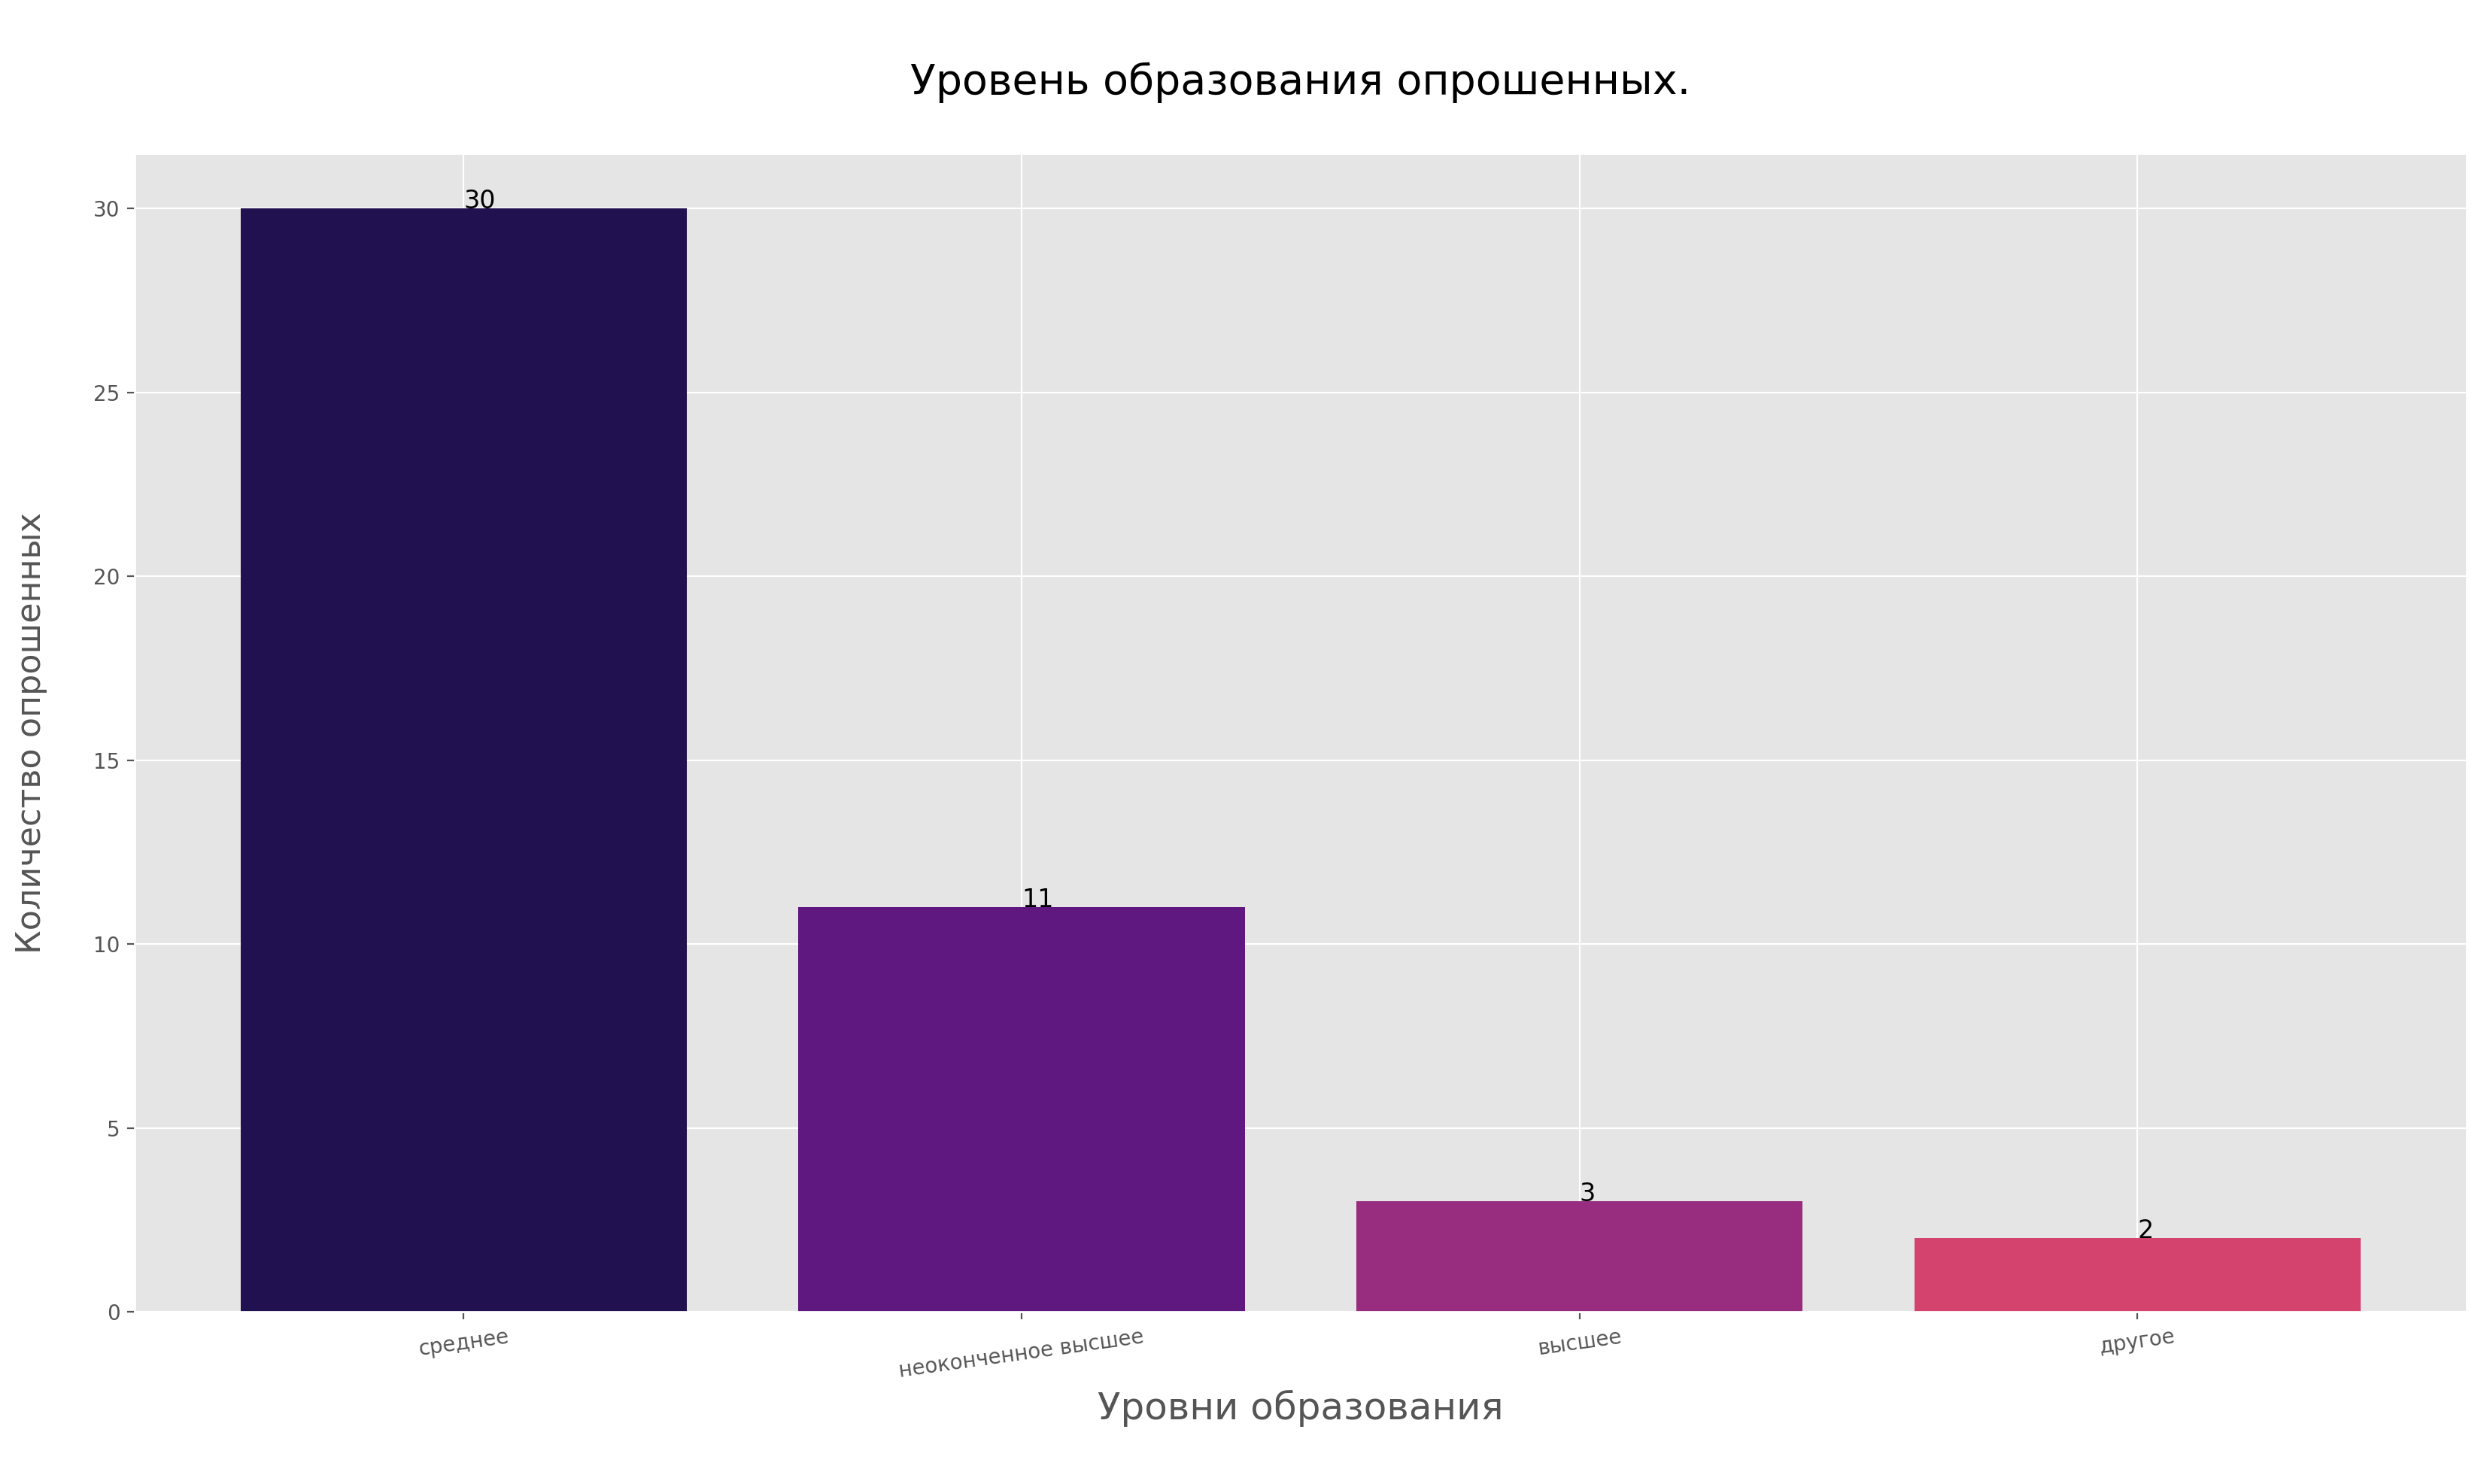 Уровень образования опрошенных.
30
11
3
2
30
25
20
15
10
5
0
Количество опрошенных
среднее
неоконченное высшее
высшее
другое
Уровни образования